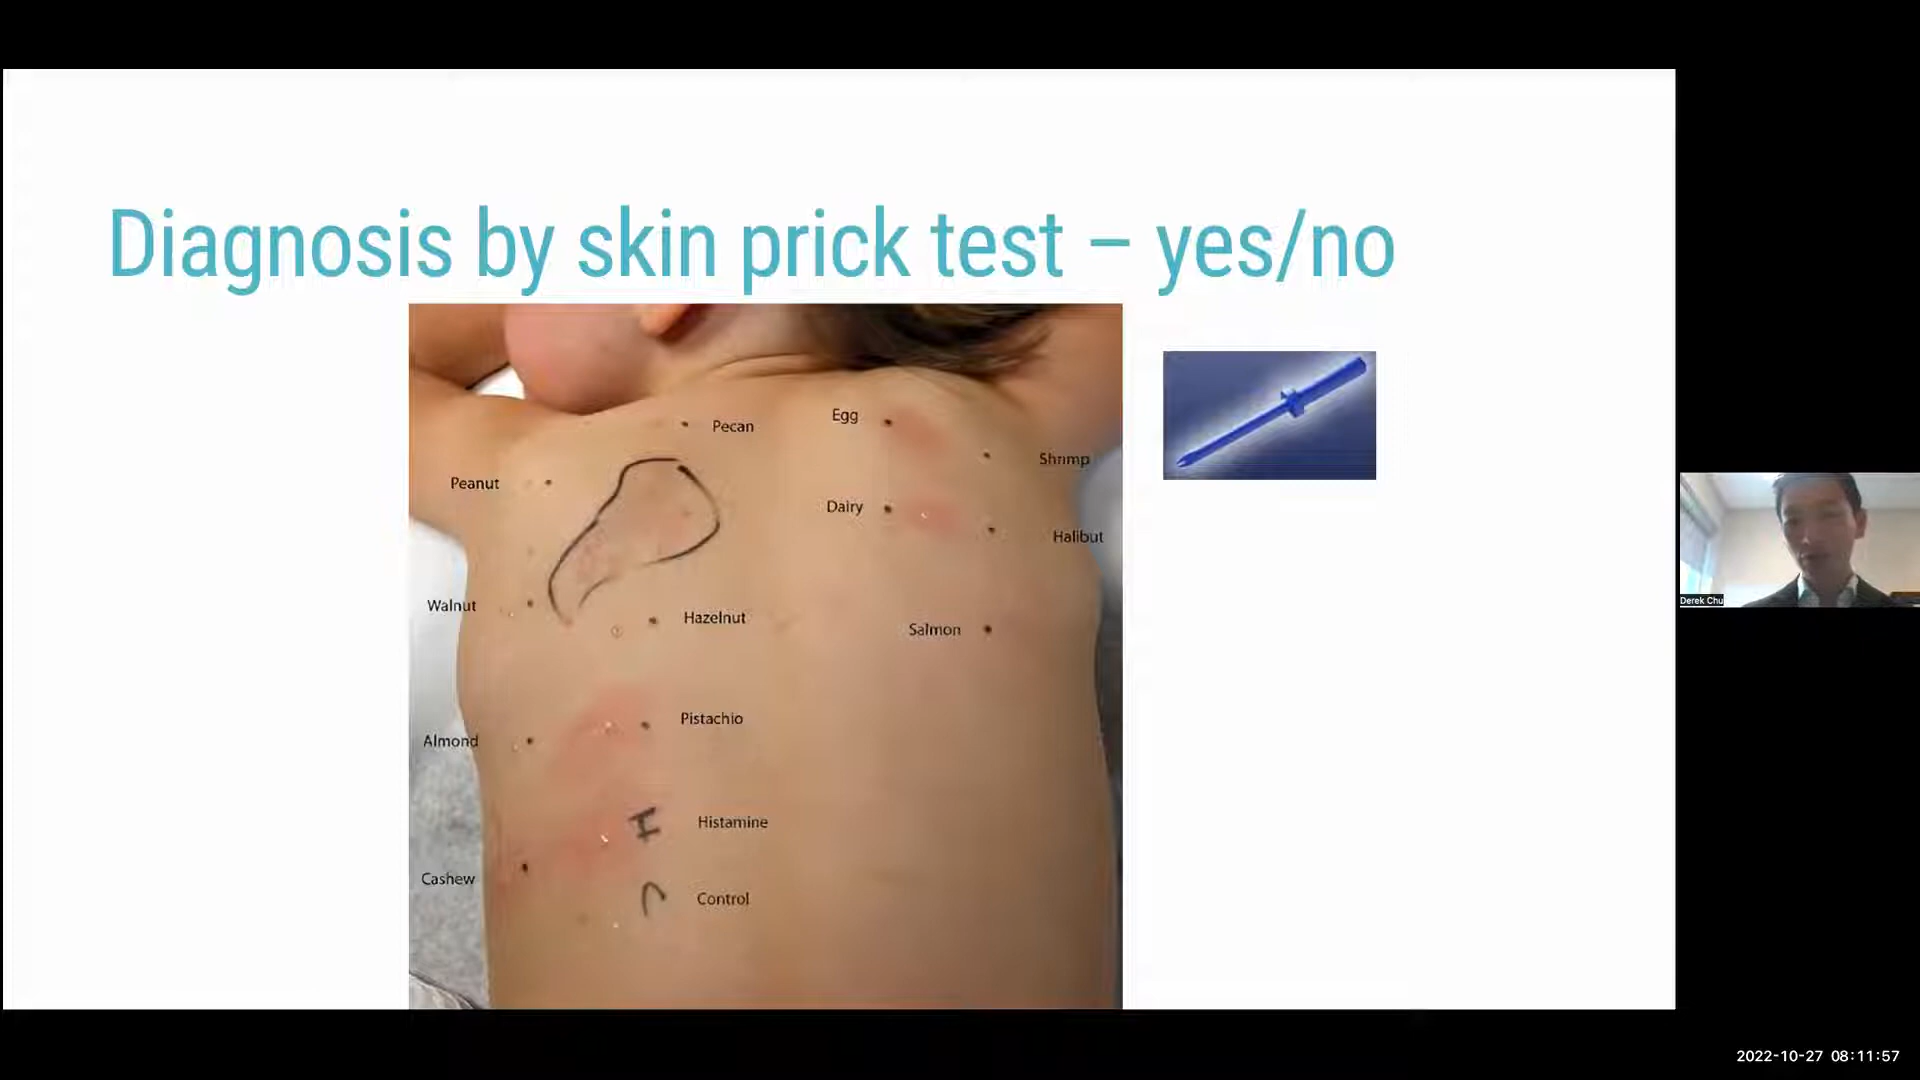 Diagnosis by skin prick test – yes/no
Pecan
Egg
Shrimp
Peanut
Dairy
Halibut
Walnut
Hazelnut
Salmon
Pistachio
Almond
H
Histamine
Cashew
C
Control
Derek Chu
2022-10-27 08:11:57